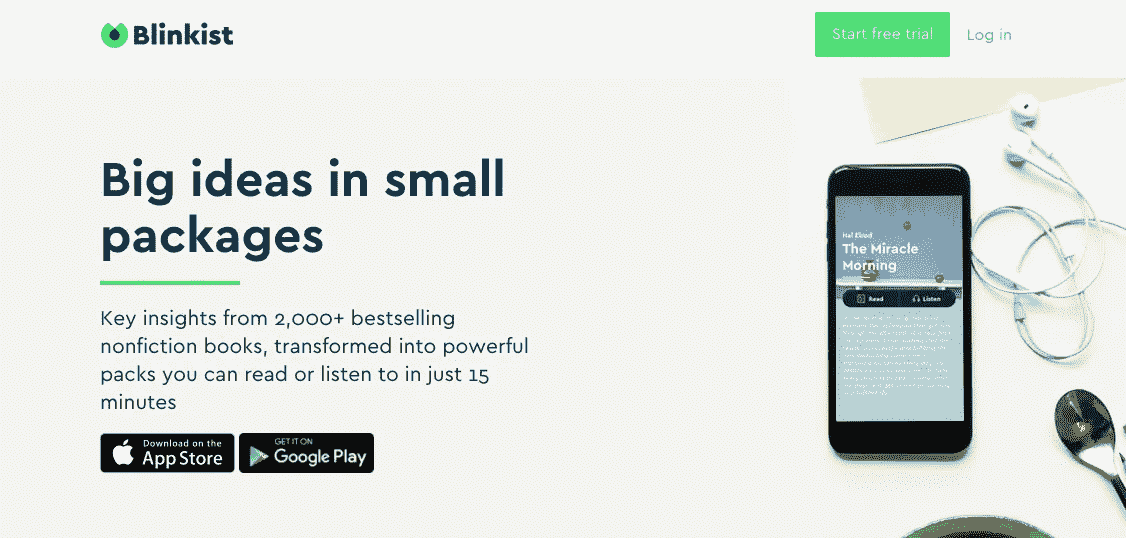 Blinkist
Start free trial
Log in
Big ideas in small
packages
Key insights from 2,000+ bestselling
nonfiction books, transformed into powerful
packs you can read or listen to in just 15
minutes
Download on the
App Store
GET IT ON
Google Play
Hal Elrod
The Miracle
Morning
Read
Listen